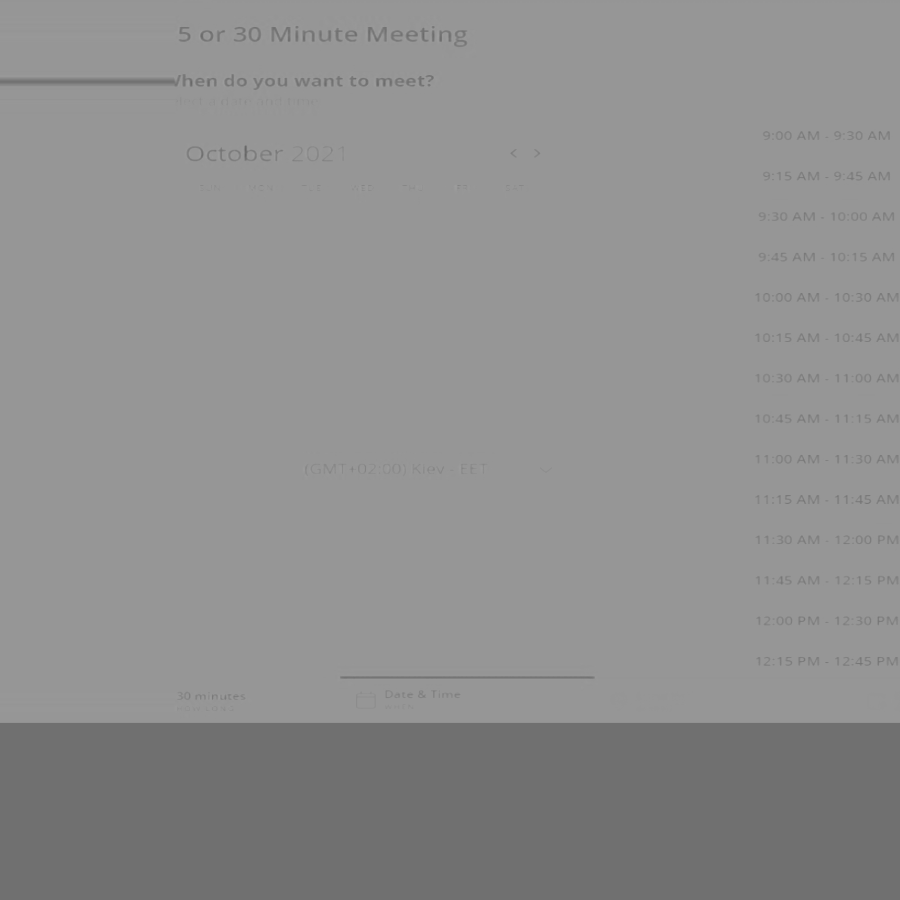 5 or 30 Minute Meeting
When do you want to meet?
October 2021
SUN MON TUE WED THU FRI SAT
9:00 AM - 9:30 AM
9:15 AM - 9:45 AM
9:30 AM - 10:00 AM
9:45 AM - 10:15 AM
10:00 AM - 10:30 AM
10:15 AM - 10:45 AM
10:30 AM - 11:00 AM
10:45 AM - 11:15 AM
11:00 AM - 11:30 AM
11:15 AM - 11:45 AM
11:30 AM - 12:00 PM
11:45 AM - 12:15 PM
12:00 PM - 12:30 PM
12:15 PM - 12:45 PM
(GMT+02:00) Kiev - EET
30 minutes
Date & Time